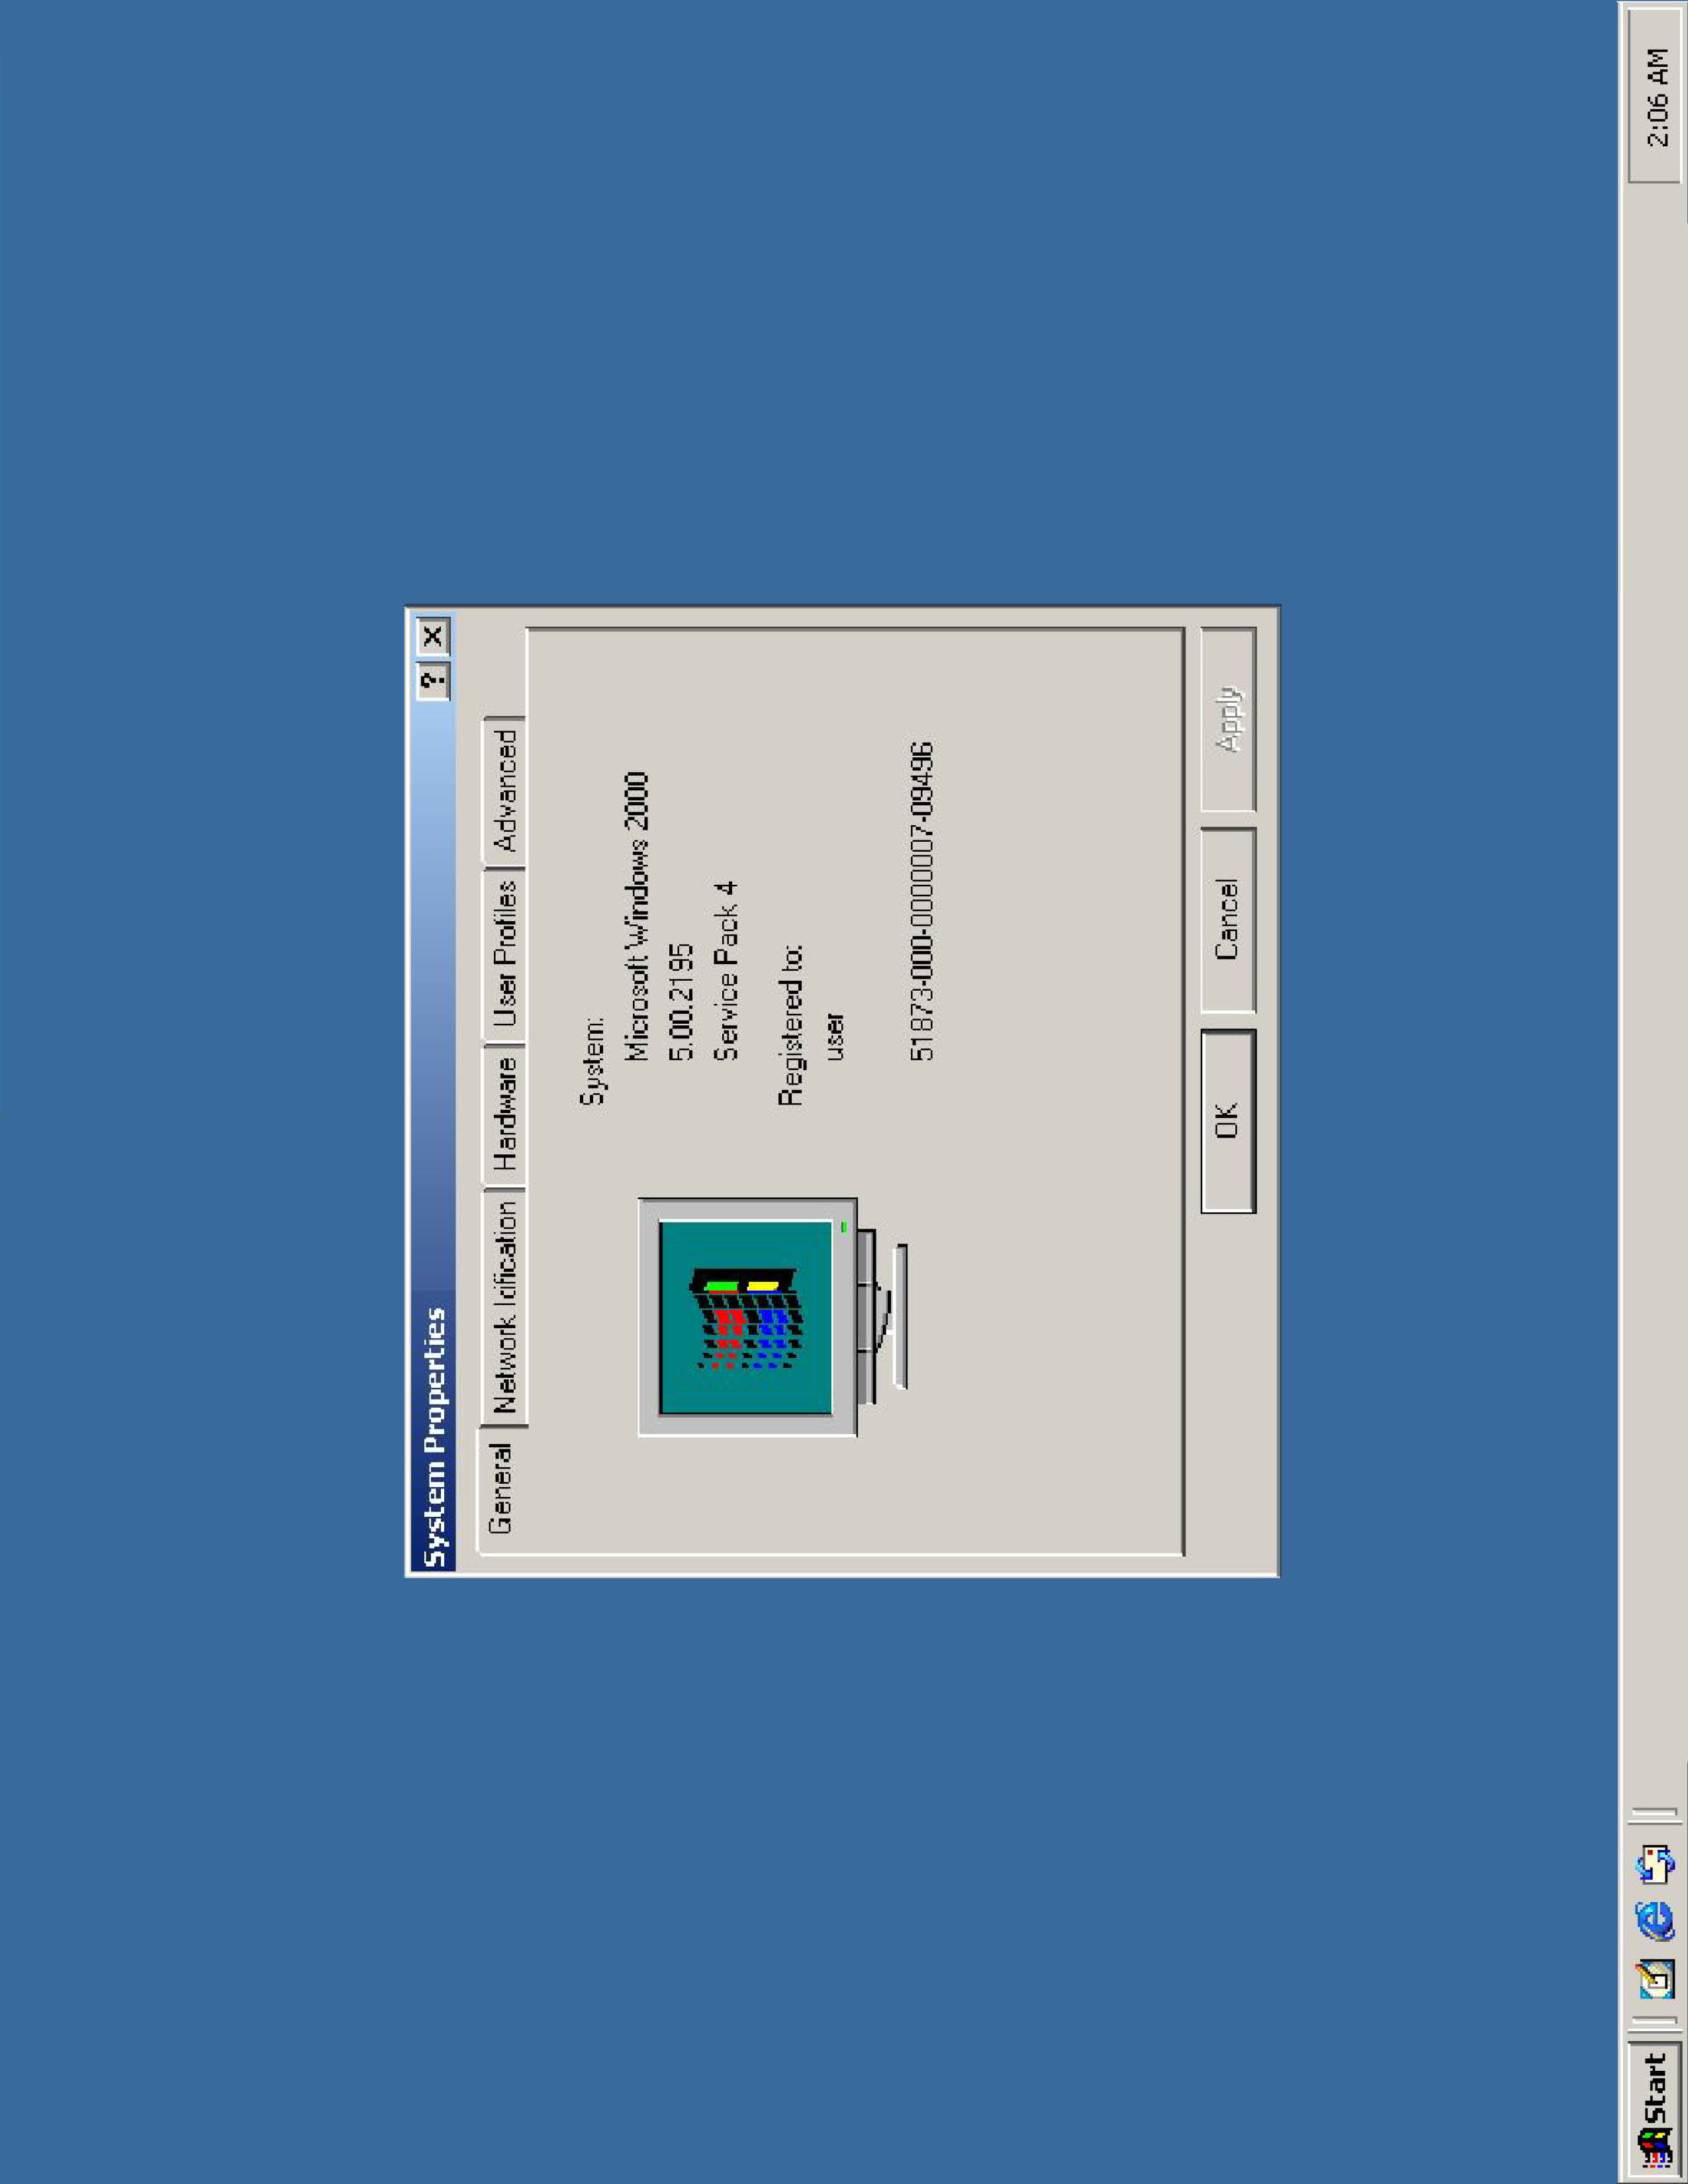 System Properties
General
Network Idification
Hardware
User Profiles
Advanced
System:
Microsoft Windows 2000
5.00.2195
Service Pack 4
Registered to:
user
51873-000-0000007-09496
OK
Cancel
Apply
Start
2:06 AM